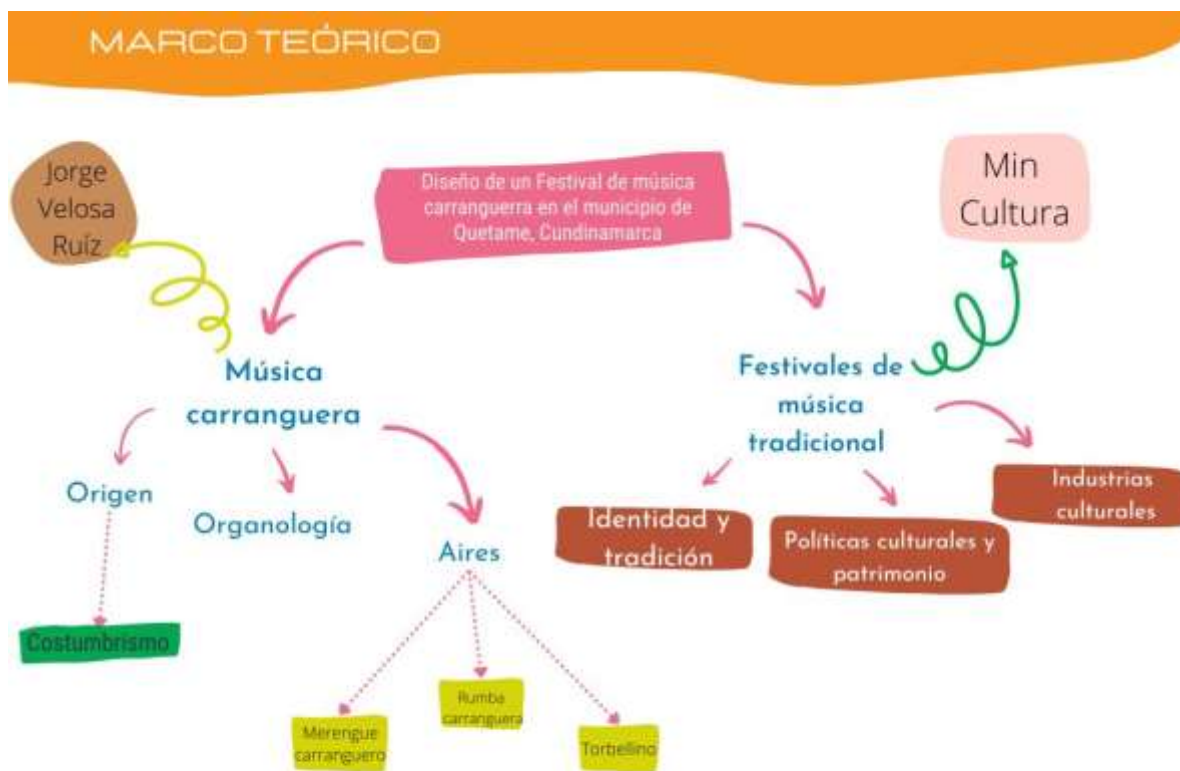 MARCO TEÓRICO
Jorge
Velosa
Ruíz
Diseño de un Festival de música
carranguerra en el municipio de
Quetame, Cundinamarca
Min
Cultura
Música
carranguera
Festivales de
música
tradicional
Origen
Organología
Aires
Identidad y
tradición
Políticas culturales y
patrimonio
Industrias
culturales
Costumbrismo
Merengue
carranguero
Rumba
carranguera
Torbellino